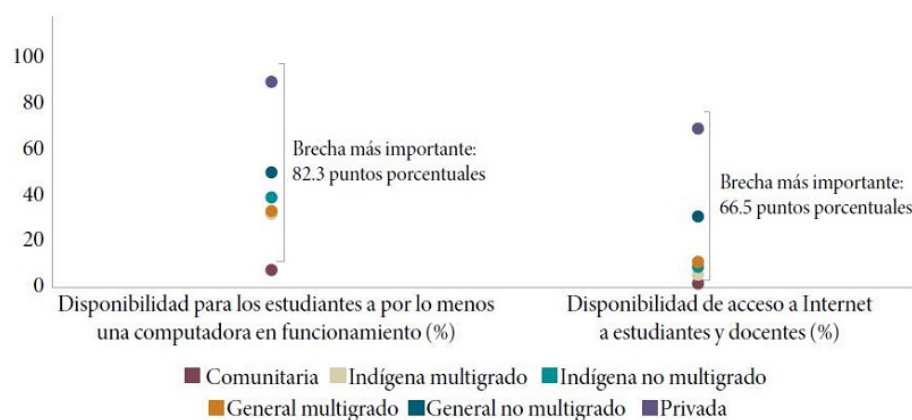 100
80
60
40
20
0
Brecha más importante:
82.3 puntos porcentuales
Brecha más importante:
66.5 puntos porcentuales
Disponibilidad para los estudiantes a por lo menos
una computadora en funcionamiento (%)
Disponibilidad de acceso a Internet
a estudiantes y docentes (%)
Comunitaria Indígena multigrado Indígena no multigrado
General multigrado General no multigrado Privada